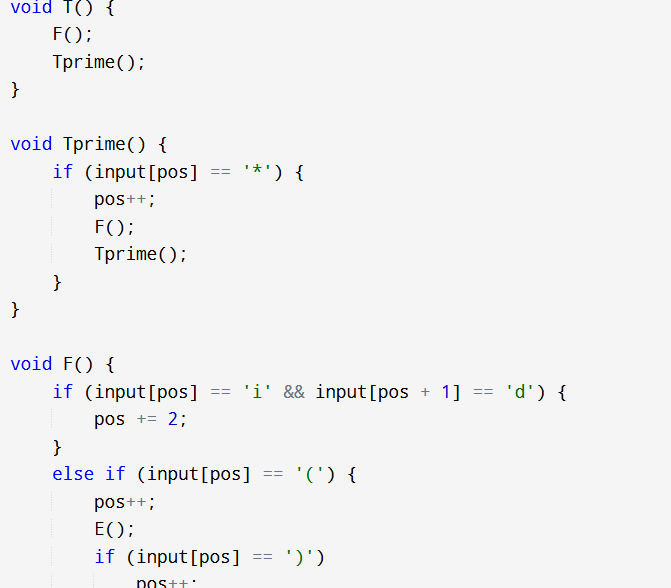 void T() {
    F();
    Tprime();
}

void Tprime() {
    if (input[pos] == '*') {
        pos++;
        F();
        Tprime();
    }
}

void F() {
    if (input[pos] == 'i' && input[pos + 1] == 'd') {
        pos += 2;
    }
    else if (input[pos] == '(') {
        pos++;
        E();
        if (input[pos] == ')')
            pos++;